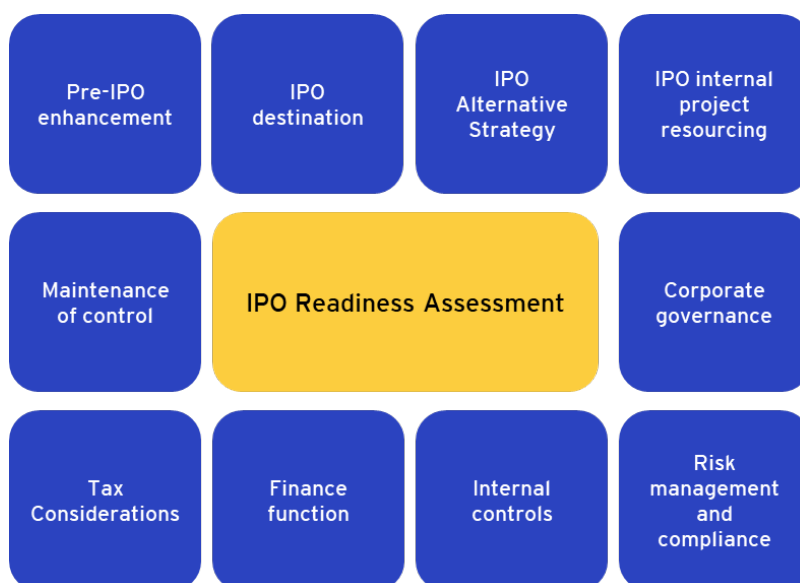 Pre-IPO
enhancement
IPO
destination
IPO
Alternative
Strategy
IPO internal
project
resourcing
Maintenance
of control
IPO Readiness Assessment
Corporate
governance
Tax
Considerations
Finance
function
Internal
controls
Risk
management
and
compliance